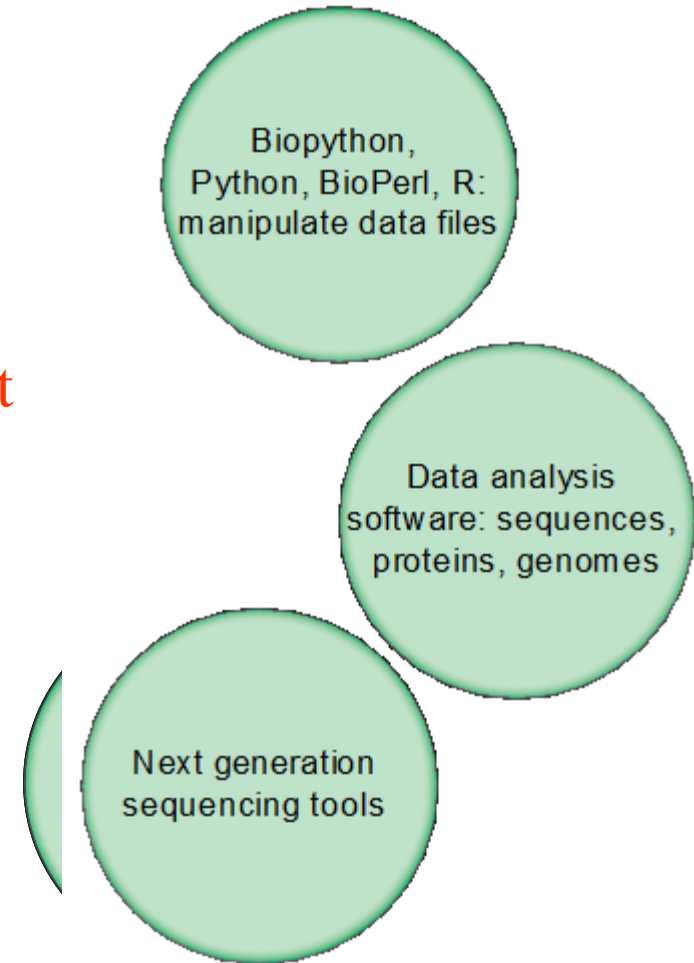 Biopython,
Python, BioPerl, R:
manipulate data files
t
Data analysis
software: sequences,
proteins, genomes
Next generation
sequencing tools